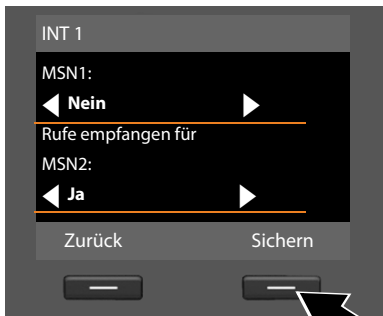 INT 1
MSN1:
Nein
Rufe empfangen für
MSN2:
Ja
Zurück Sichern